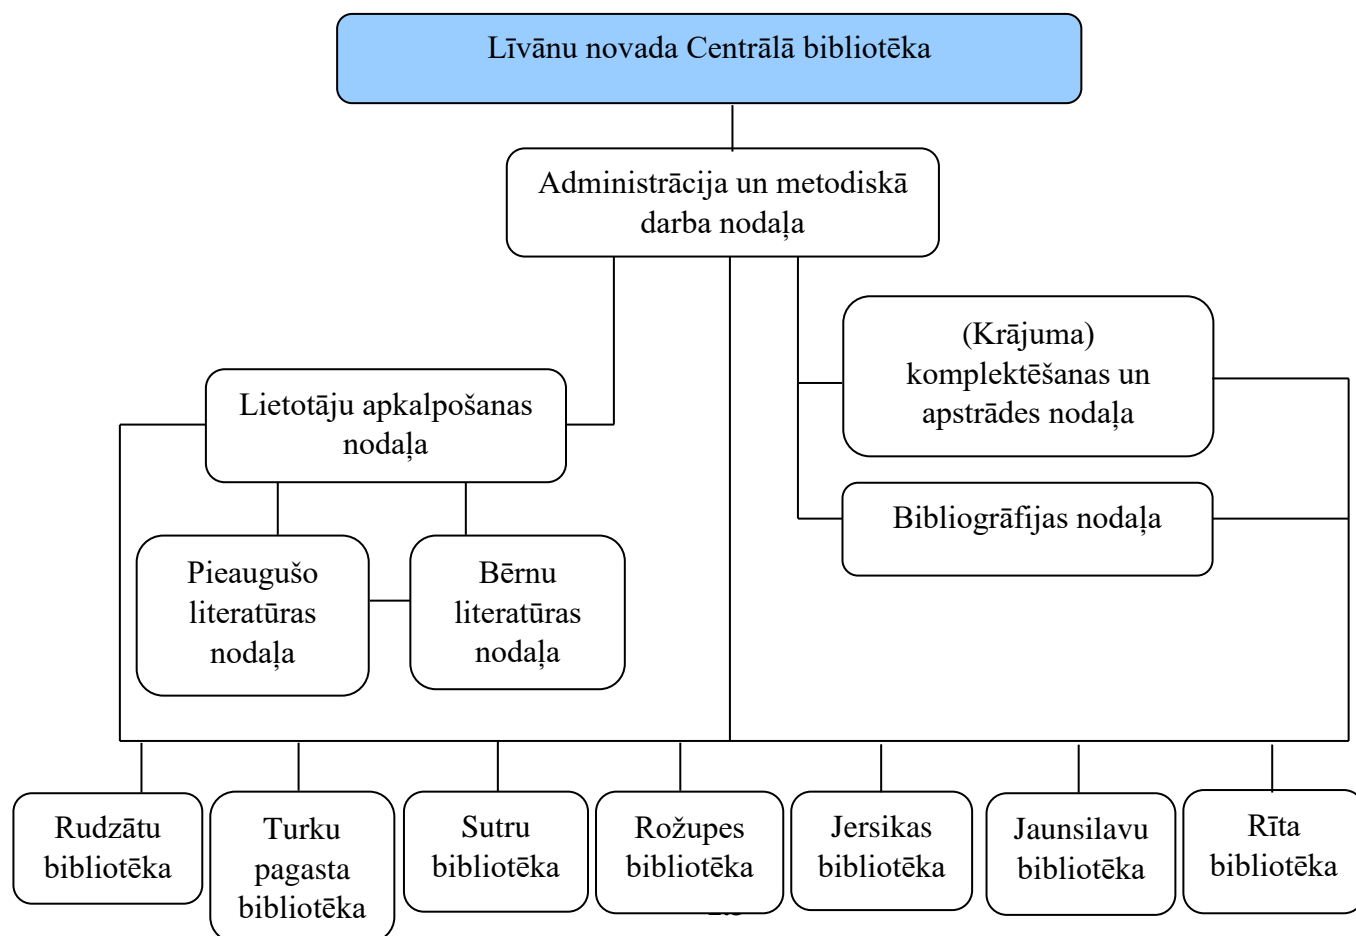 Līvānu novada Centrālā bibliotēka
Administrācija un metodiskā
darba nodaļa
(Krājuma)
komplektēšanas un
apstrādes nodaļa
Lietotāju apkalpošanas
nodaļa
Bibliogrāfijas nodaļa
Pieaugušo
literatūras
nodaļa
Bērnu
literatūras
nodaļa
Rudzātu
bibliotēka
Turku
pagasta
bibliotēka
Sutru
bibliotēka
Rožupes
bibliotēka
Jersikas
bibliotēka
Jaunsilavu
bibliotēka
Rīta
bibliotēka